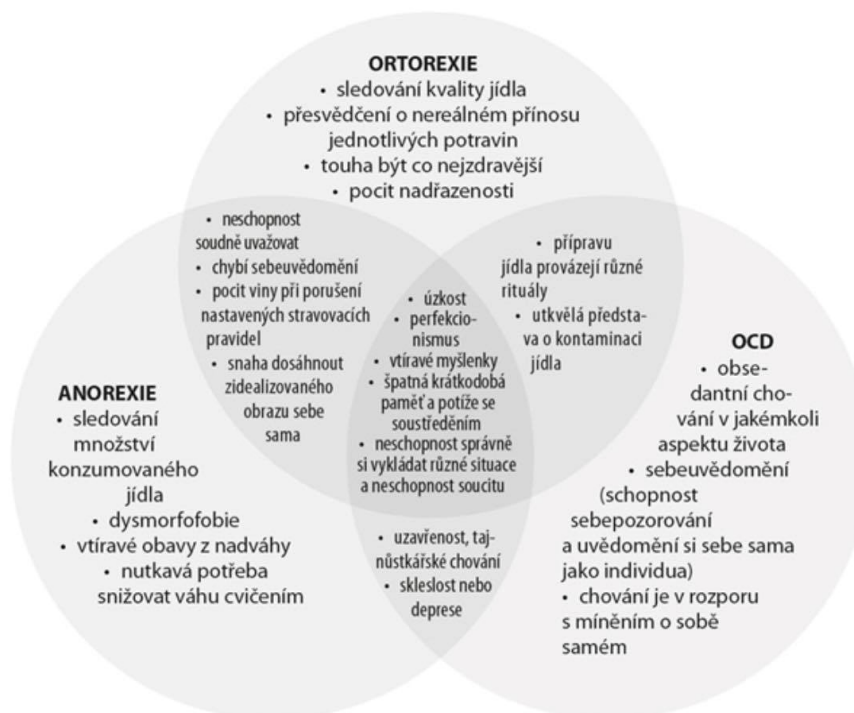 ORTOREXIE
• sledování kvality jídla
• přesvědčení o nereálném přínosu
jednotlivých potravin
• touha být co nejzdravější
• pocit nadřazenosti
• neschopnost
soudně uvažovat
• chybí sebeuvědomění
• pocit viny při porušení
nastavených stravovacích
pravidel
• snaha dosáhnout
zidealizovaného
obrazu sebe
sama
• přípravu
jídla provázejí různé
rituály
• utkvělá předsta-
va o kontaminaci
jídla
• úzkost
• perfekcio-
nismus
• vtíravé myšlenky
• špatná krátkodobá
paměť a potíže se
soustředěním
• neschopnost správně
si vykládat různé situace
a neschopnost soucitu
ANOREXIE
• sledování
množství
konzumovaného
jídla
• dysmorfofobie
• vtíravé obavy z nadváhy
• nutkavá potřeba
snižovat váhu cvičením
• uzavřenost, taj-
nůstkářské chování
• skleslost nebo
deprese
OCD
• obse-
dantní cho-
vání v jakémkoli
aspektu života
• sebeuvědomění
(schopnost
sebepozorování
a uvědomění si sebe sama
jako individua)
• chování je v rozporu
s míněním o sobě
samém